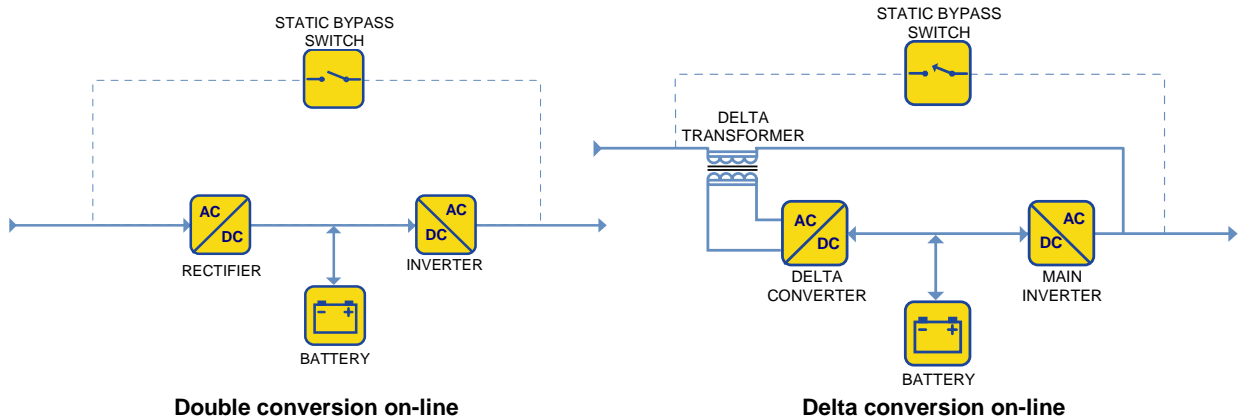 STATIC BYPASS
SWITCH
AC
DC
RECTIFIER
AC
DC
INVERTER
- +
BATTERY
Double conversion on-line
STATIC BYPASS
SWITCH
DELTA
TRANSFORMER
AC
DC
DELTA
CONVERTER
AC
DC
MAIN
INVERTER
- +
BATTERY
Delta conversion on-line